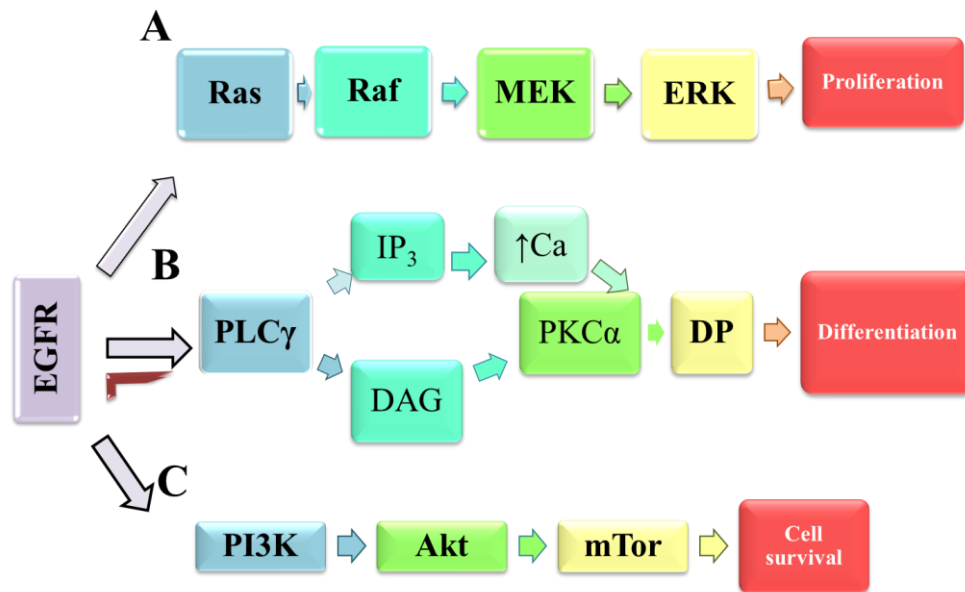 A
Ras
Raf
MEK
ERK
Proliferation
B
EGFR
PLCγ
IP₃
↑Ca
DAG
PKCα
DP
Differentiation
C
PI3K
Akt
mTor
Cell
survival